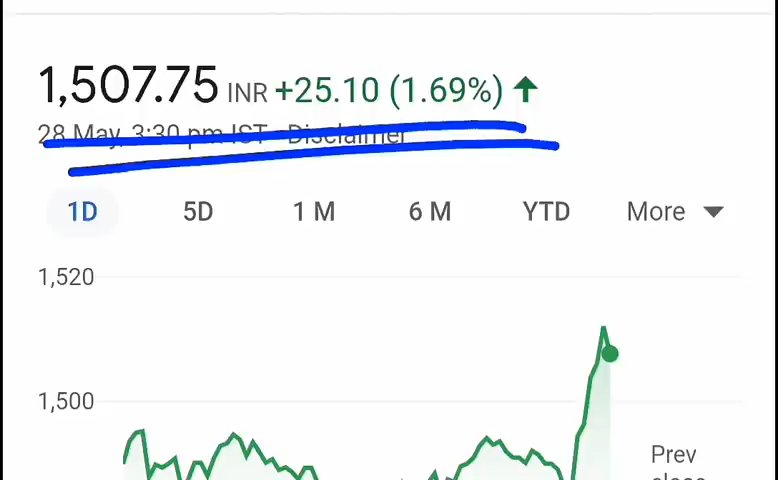 1,507.75 INR +25.10 (1.69%) ↑
28 May, 3:30 pm IST · Disclaimer
1D 5D 1 M 6 M YTD More
1,520
1,500
Prev
close